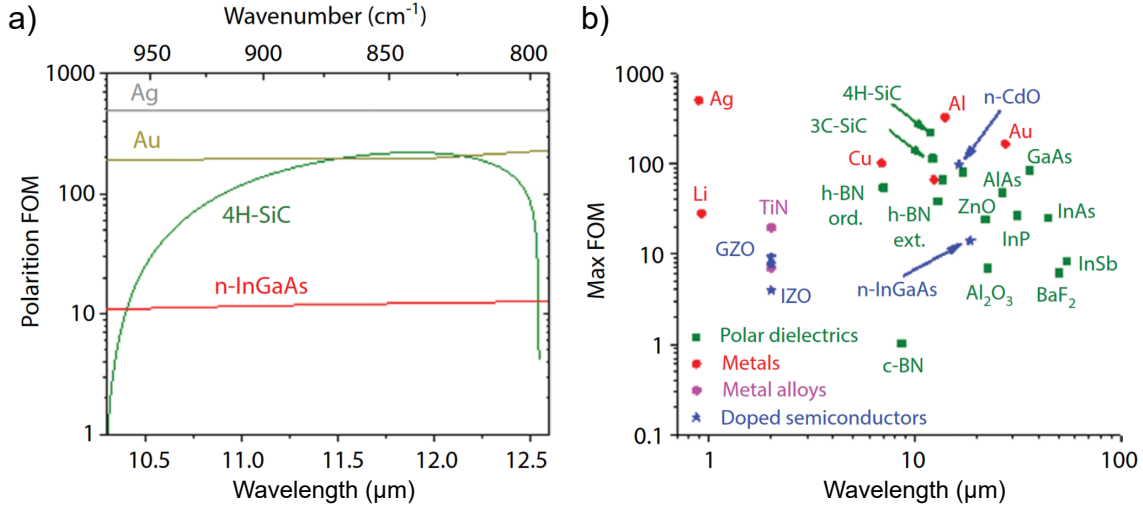 a)
Wavenumber (cm⁻¹)
950 900 850 800
1000
100
10
1
Polarition FOM
Ag
Au
4H-SiC
n-InGaAs
10.5 11.0 11.5 12.0 12.5
Wavelength (µm)
b)
1000
100
10
1
0.1
Max FOM
Ag
4H-SiC
Al
n-CdO
3C-SiC
Au
Cu
GaAs
Li
h-BN
ord.
AlAs
TiN
h-BN
ext.
ZnO
InAs
GZO
InP
n-InGaAs
InSb
IZO
Al₂O₃
BaF₂
c-BN
Polar dielectrics
Metals
Metal alloys
Doped semiconductors
1 10 100
Wavelength (µm)